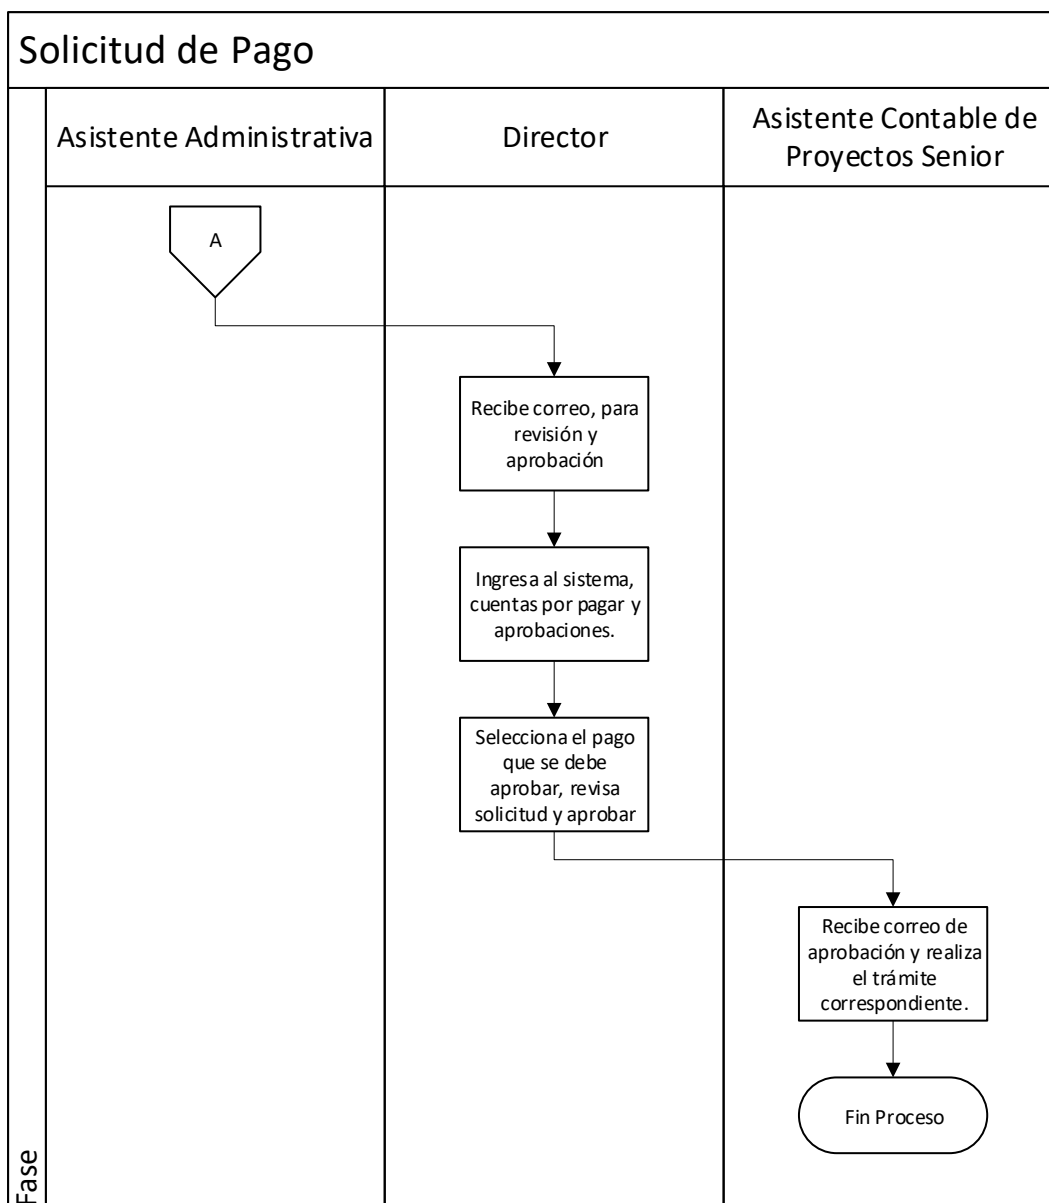 Solicitud de Pago
Asistente Administrativa
Director
Asistente Contable de
Proyectos Senior
A
Recibe correo, para
revisión y
aprobación
Ingresa al sistema,
cuentas por pagar y
aprobaciones.
Selecciona el pago
que se debe
aprobar, revisa
solicitud y aprobar
Recibe correo de
aprobación y realiza
el trámite
correspondiente.
Fin Proceso
Fase